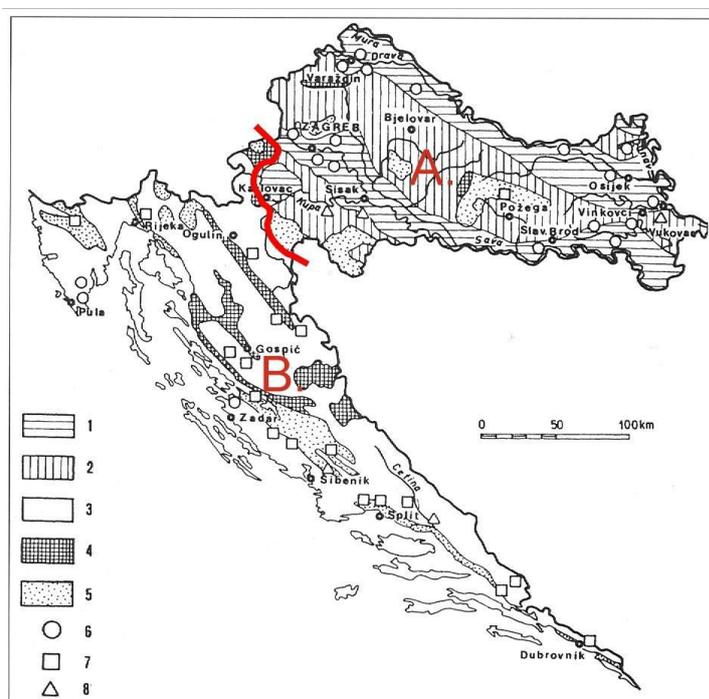 Mura
Drava
Varaždin
ZAGREB
Bjelovar
A.
Karlovac
Sisak
Kupa
Osijek
Požega
Vinkovci
Vukovar
Slav.Brod
Sava
Rijeka
Ogulin
Pula
Gospić
B.
Zadar
Cetina
Šibenik
Split
Dubrovnik
0 50 100km
1
2
3
4
5
6
7
8